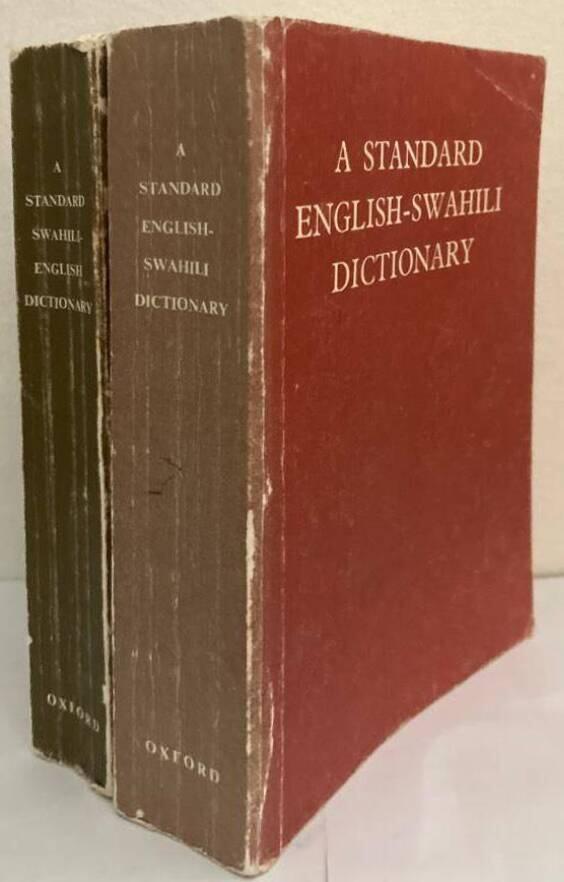 A
STANDARD
SWAHILI-
ENGLISH
DICTIONARY
OXFORD
A
STANDARD
ENGLISH-
SWAHILI
DICTIONARY
OXFORD
A STANDARD
ENGLISH-SWAHILI
DICTIONARY